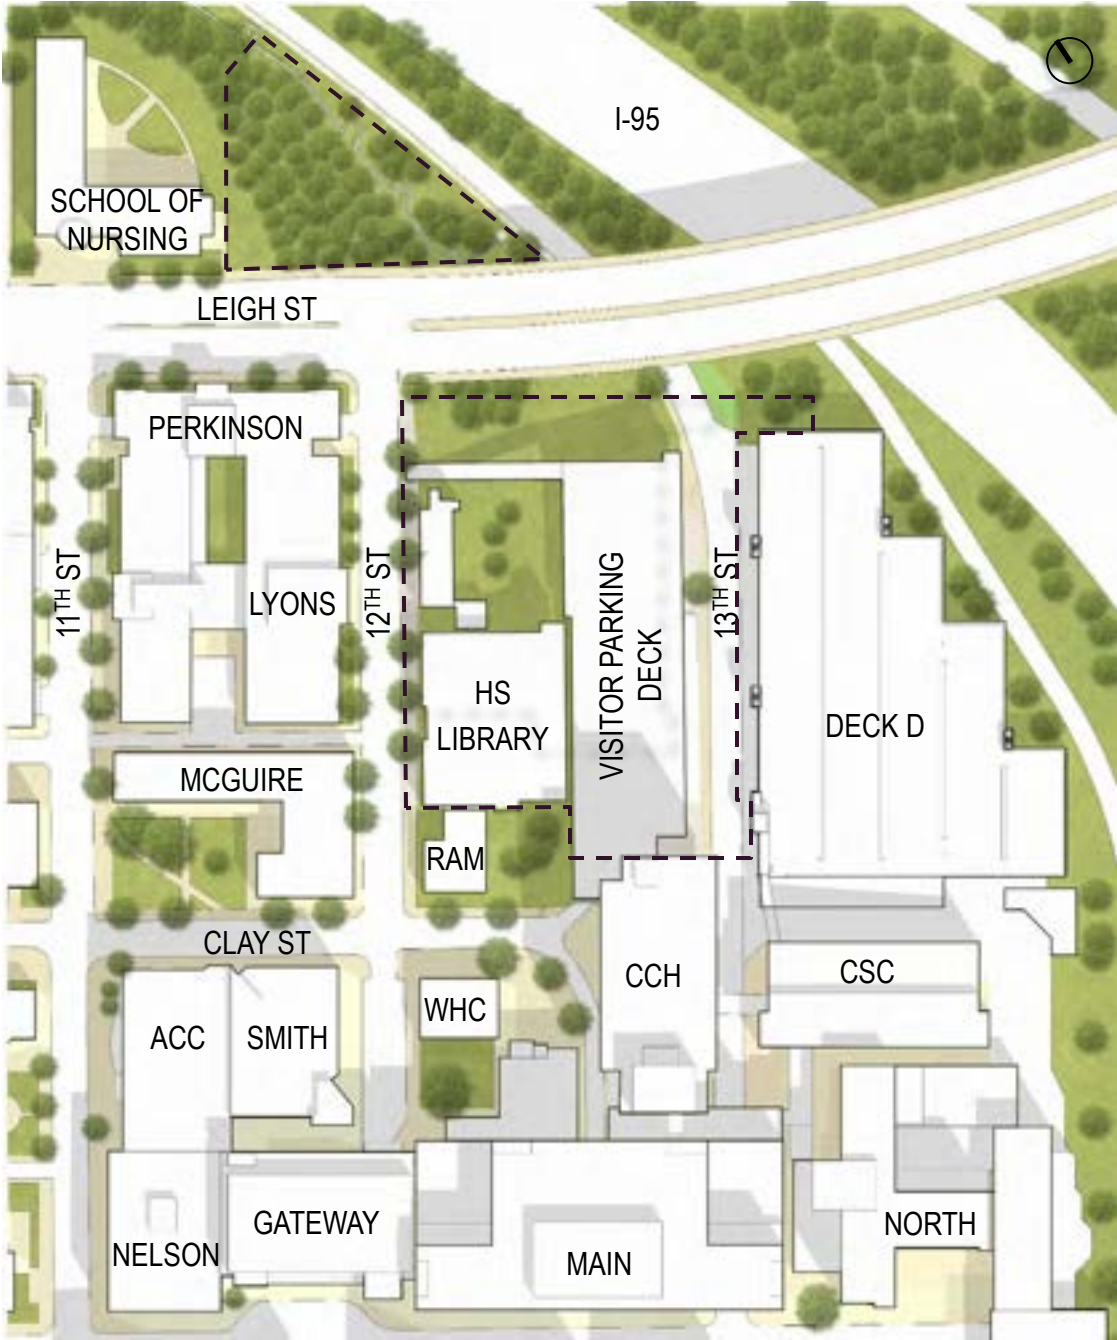 I-95
SCHOOL OF
NURSING
LEIGH ST
PERKINSON
11TH ST
LYONS
12TH ST
HS
LIBRARY
VISITOR PARKING
DECK
13TH ST
DECK D
MCGUIRE
RAM
CLAY ST
CCH
CSC
WHC
ACC
SMITH
NELSON
GATEWAY
MAIN
NORTH